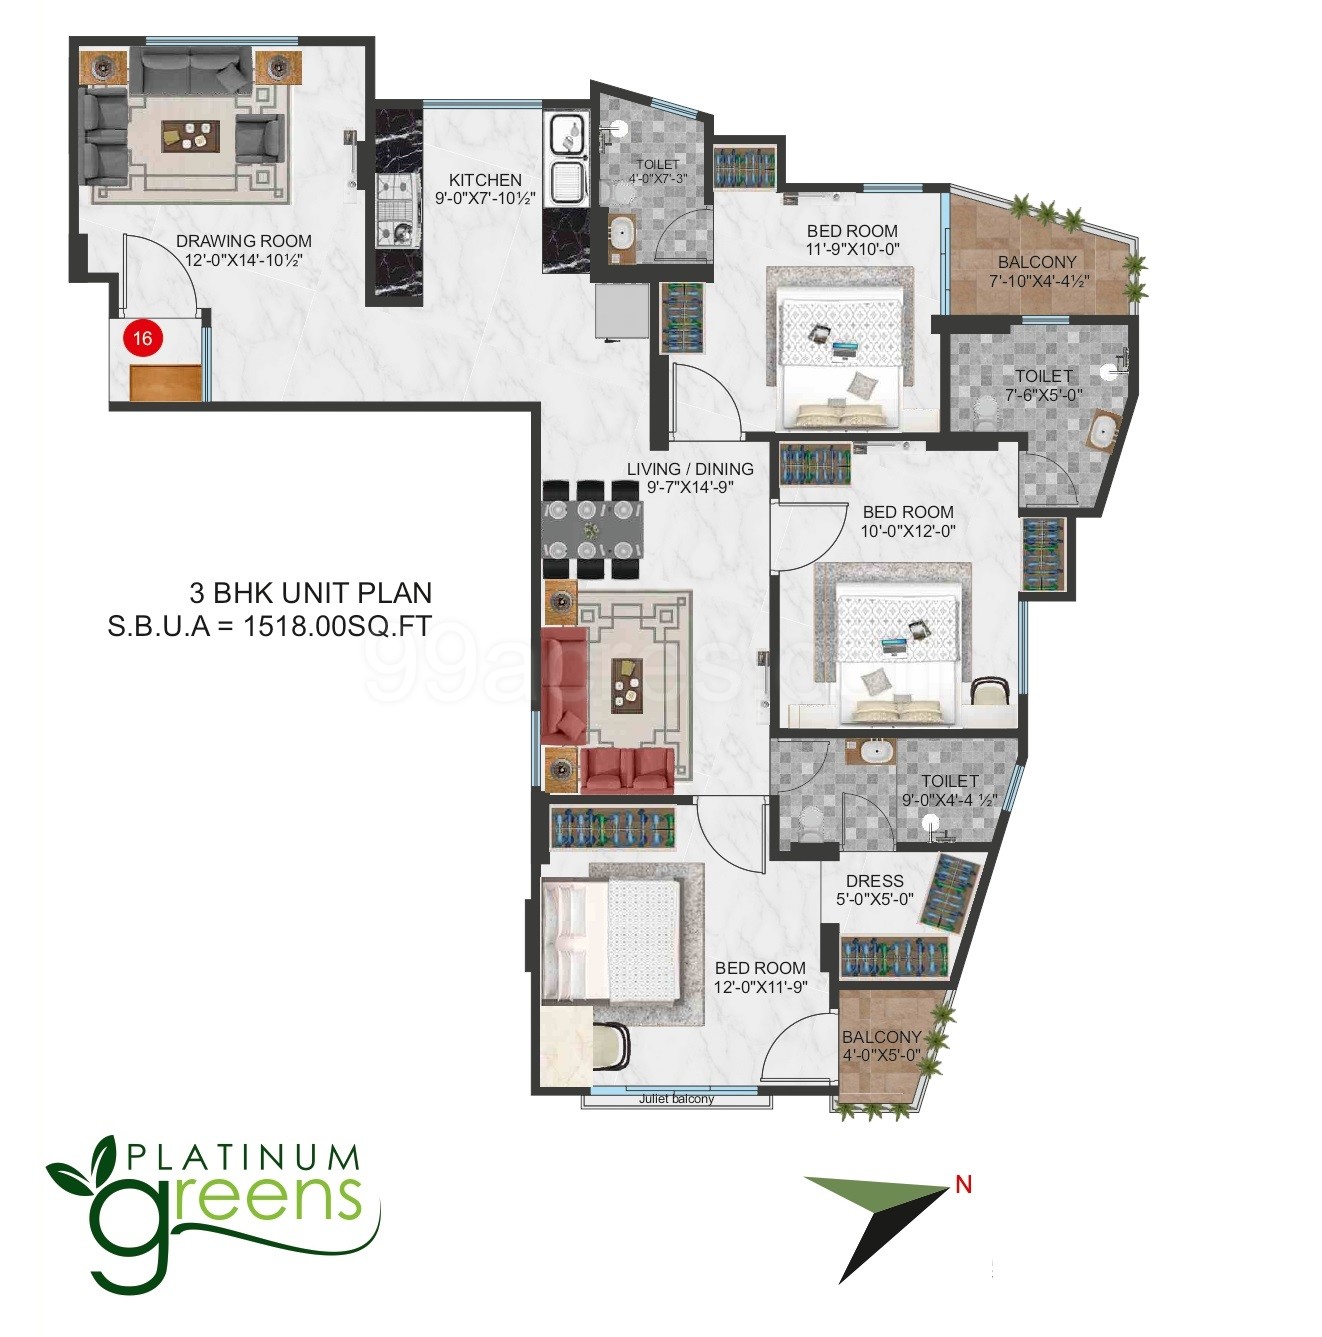 KITCHEN
9'-0"X7'-10½"
TOILET
4'-0"X7'-3"
DRAWING ROOM
12'-0"X14'-10½"
BED ROOM
11'-9"X10'-0"
BALCONY
7'-10"X4'-4½"
16
TOILET
7'-6"X5'-0"
LIVING / DINING
9'-7"X14'-9"
BED ROOM
10'-0"X12'-0"
3 BHK UNIT PLAN
S.B.U.A = 1518.00SQ.FT
99acres.com
TOILET
9'-0"X4'-4 ½"
DRESS
5'-0"X5'-0"
BED ROOM
12'-0"X11'-9"
BALCONY
4'-0"X5'-0"
Juliet balcony
PLATINUM
greens
N